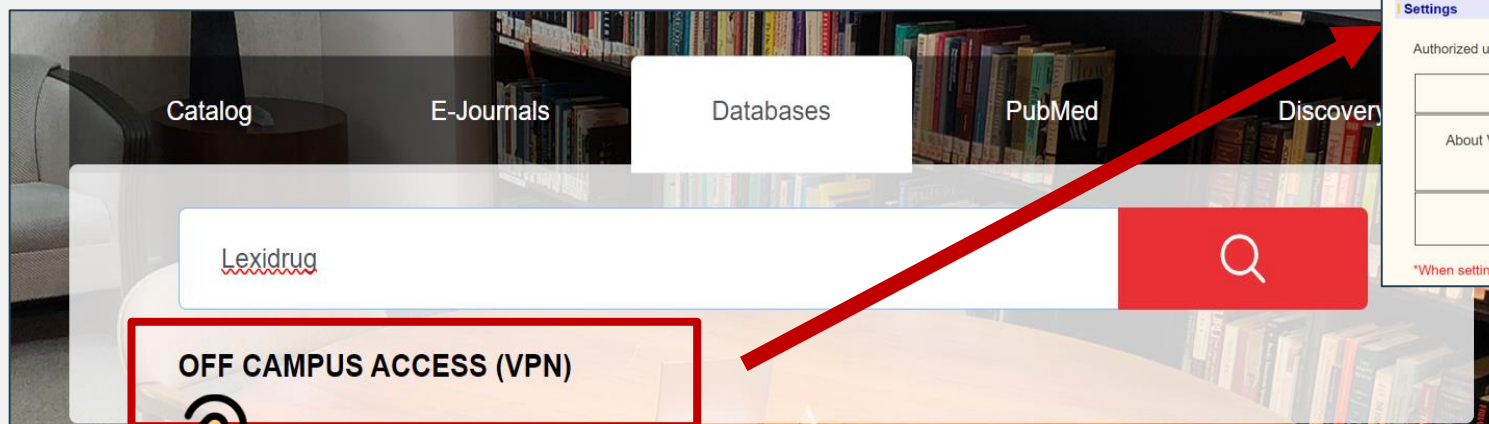 Settings
Authorized u
Catalog
E-Journals
Databases
PubMed
Discovery
About
Lexidrug
*When settin
OFF CAMPUS ACCESS (VPN)